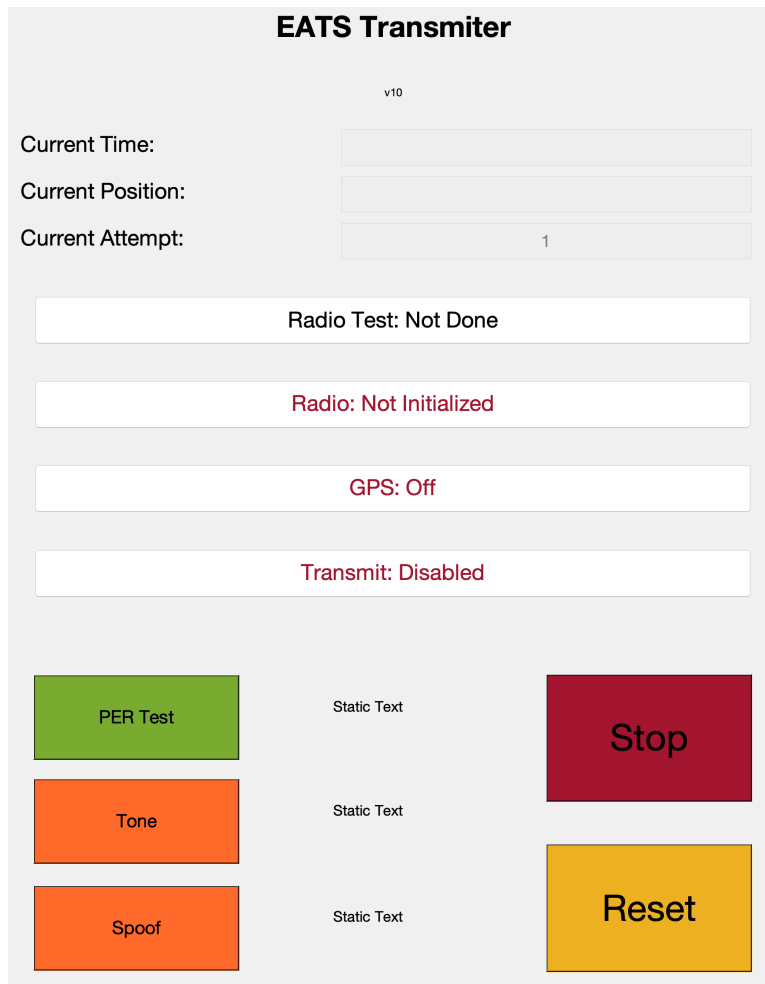 EATS Transmiter
v10
Current Time:
Current Position:
Current Attempt: 1
Radio Test: Not Done
Radio: Not Initialized
GPS: Off
Transmit: Disabled
PER Test Static Text Stop
Tone Static Text
Spoof Static Text Reset